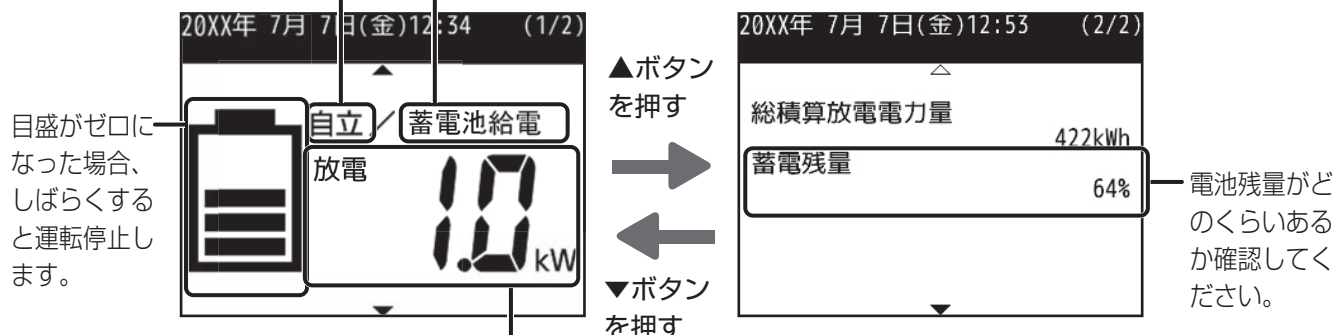 20XX年 7月 7日(金)12:34 (1/2)
▲
自立/蓄電池給電
放電
1.0kW
▼
目盛がゼロに
なった場合、
しばらくする
と運転停止し
ます。
▲ボタン
を押す
▼ボタン
を押す
20XX年 7月 7日(金)12:53 (2/2)
△
総積算放電電力量
422kWh
蓄電残量
64%
▼
電池残量がど
のくらいある
か確認してく
ださい。